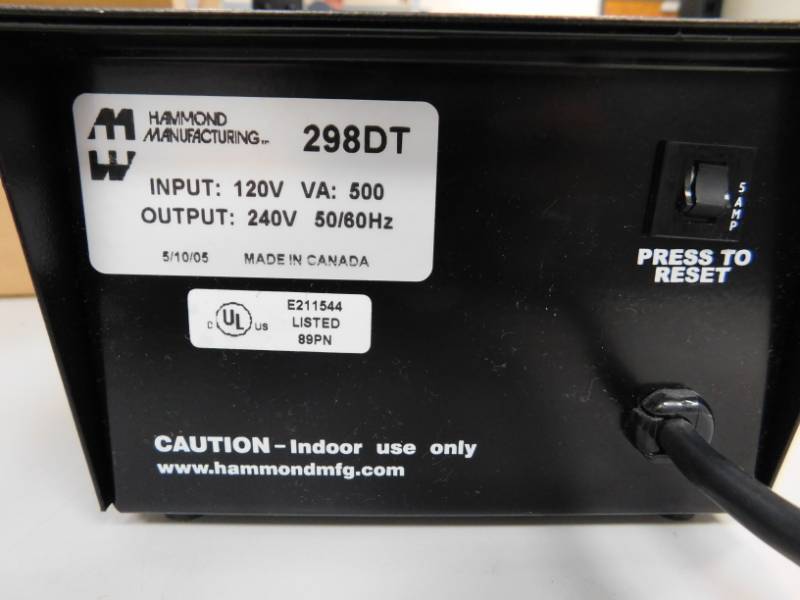 HAMMOND
MANUFACTURING
298DT
INPUT: 120V VA: 500
OUTPUT: 240V 50/60Hz
5/10/05 MADE IN CANADA
C UL US
E211544
LISTED
89PN
5 AMP
PRESS TO
RESET
CAUTION – Indoor use only
www.hammondmfg.com